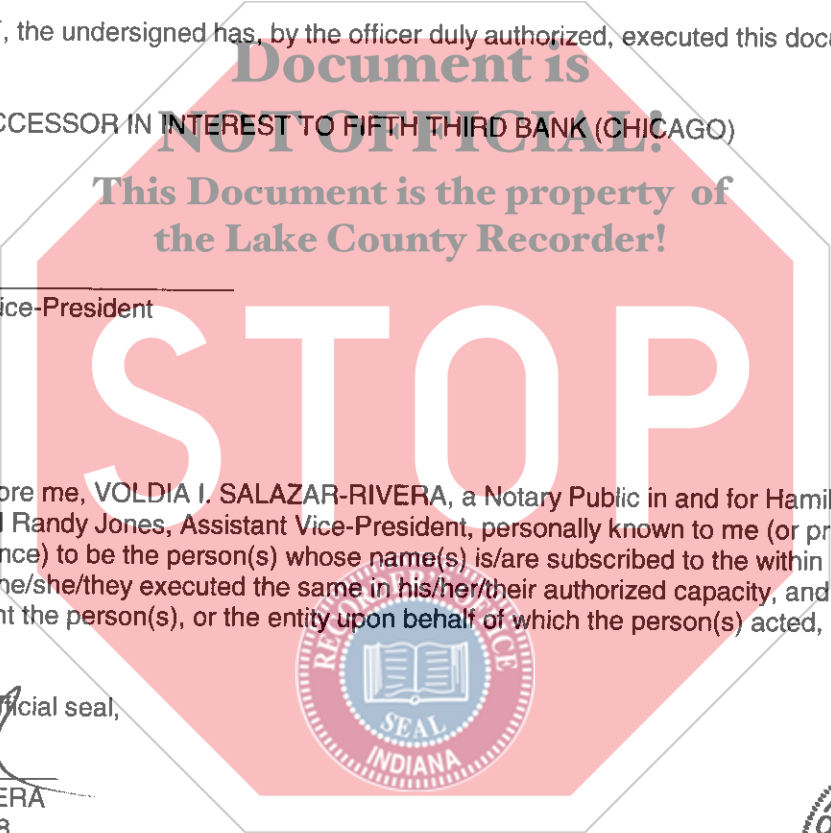 , the undersigned has, by the officer duly authorized, executed this docu
Document is
CCESSOR IN INTEREST TO FIFTH THIRD BANK (CHICAGO)
NOT OFFICIAL!
This Document is the property of
the Lake County Recorder!
ice-President
STOP
ore me, VOLDIA I. SALAZAR-RIVERA, a Notary Public in and for Hamil
Randy Jones, Assistant Vice-President, personally known to me (or pr
nce) to be the person(s) whose name(s) is/are subscribed to the within
he/she/they executed the same in his/her/their authorized capacity, and
nt the person(s), or the entity upon behalf of which the person(s) acted,
RECORDER'S OFFICE
SEAL
INDIANA
ficial seal,
ERA